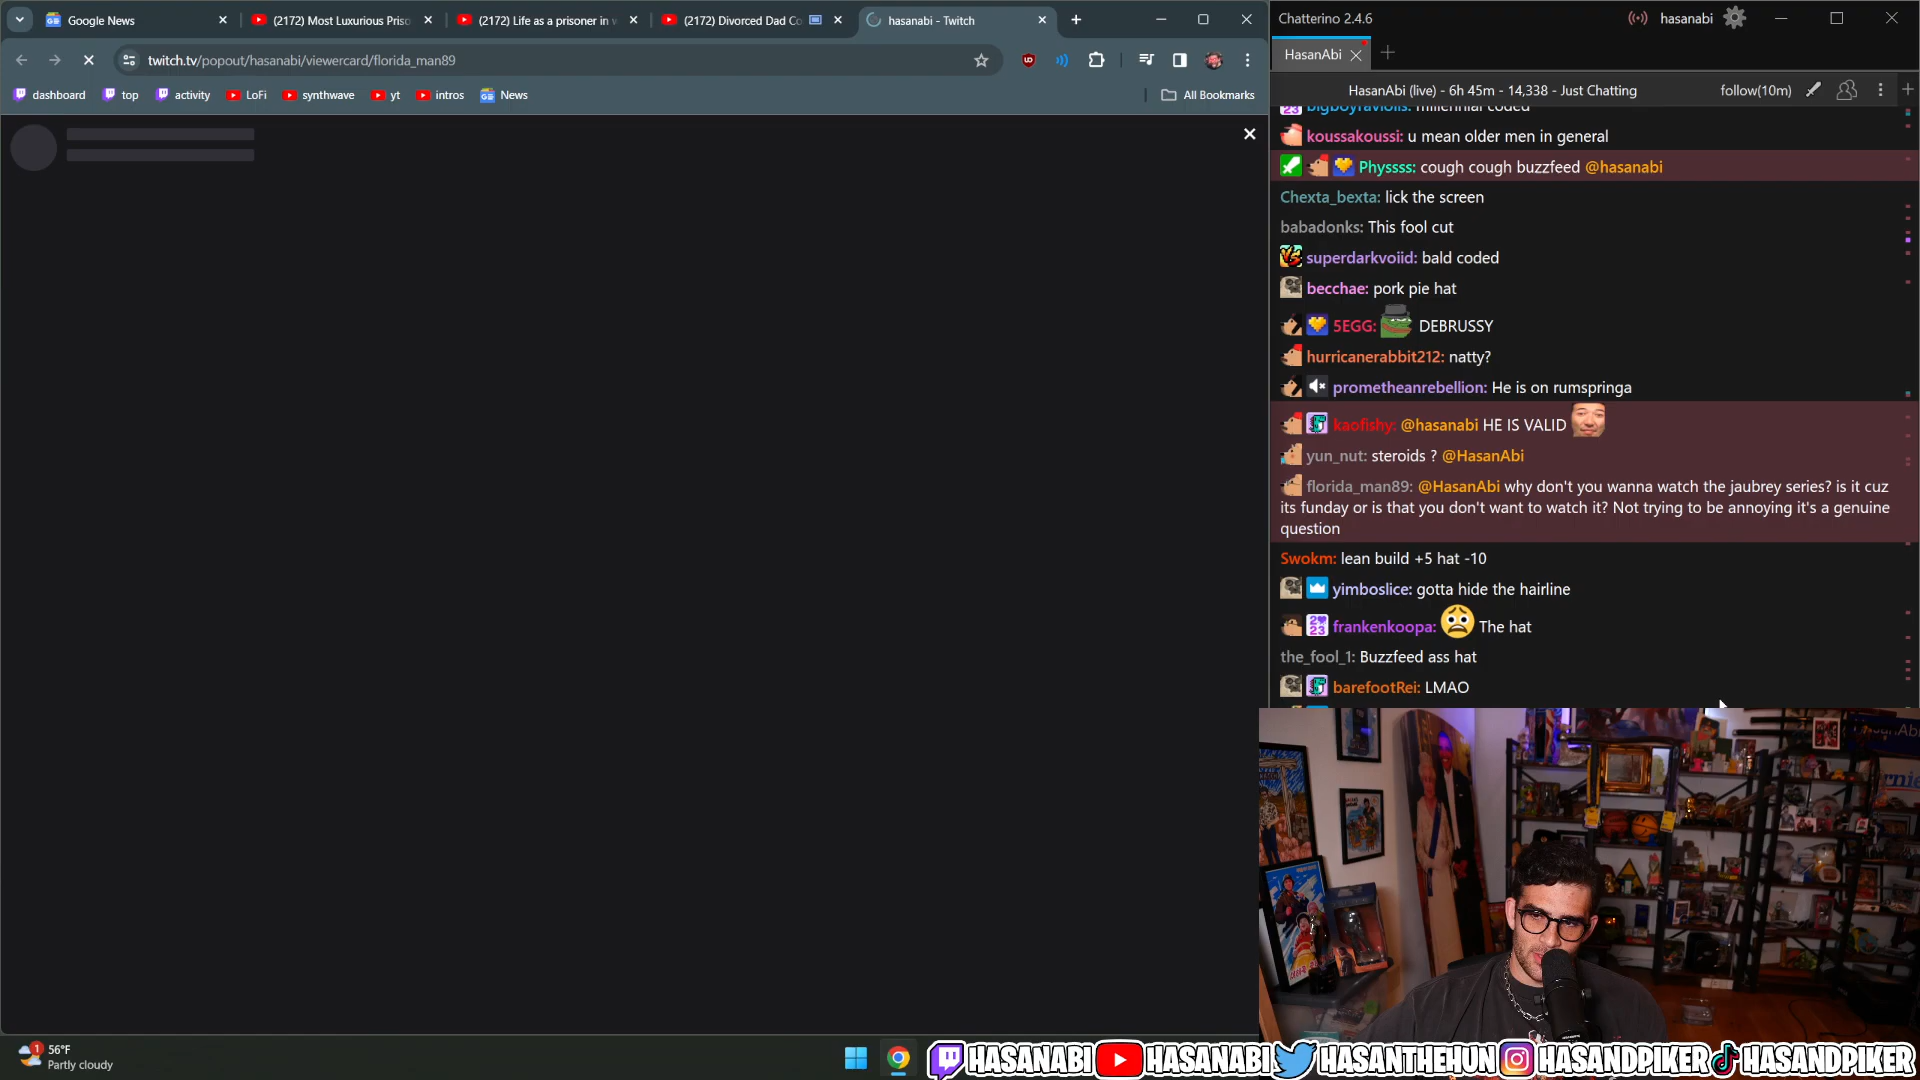 Google News
(2172) Most Luxurious Priso
(2172) Life as a prisoner in v
(2172) Divorced Dad Co
hasanabi - Twitch
twitch.tv/popout/hasanabi/viewercard/florida_man89
dashboard
top
activity
LoFi
synthwave
yt
intros
News
All Bookmarks
Chatterino 2.4.6
hasanabi
HasanAbi
HasanAbi (live) - 6h 45m - 14,338 - Just Chatting
follow(10m)
bigboyraviolis: millennial coded
koussakoussi: u mean older men in general
Physsss: cough cough buzzfeed @hasanabi
Chexta_bexta: lick the screen
babadonks: This fool cut
superdarkvoiid: bald coded
becchae: pork pie hat
5EGG: DEBRUSSY
hurricanerabbit212: natty?
prometheanrebellion: He is on rumspringa
kaofishy: @hasanabi HE IS VALID
yun_nut: steroids ? @HasanAbi
florida_man89: @HasanAbi why don't you wanna watch the jaubrey series? is it cuz
its funday or is that you don't want to watch it? Not trying to be annoying it's a genuine
question
Swokm: lean build +5 hat -10
yimboslice: gotta hide the hairline
frankenkoopa: The hat
the_fool_1: Buzzfeed ass hat
barefootRei: LMAO
1
56°F
Partly cloudy
HASANABI
HASANABI
HASANTHEHUN
HASANDPIKER
HASANDPIKER